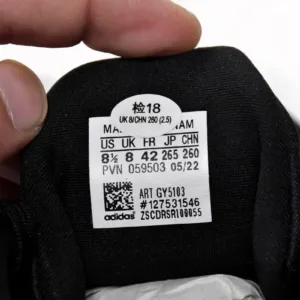 检18
UK 8/CHN 260 (2.5)
MA NAM
US UK FR JP CHN
8½ 8 42 265 260
PVN 059503 05/22
ART GY5103
#127531546
adidas ZSCDRSR100055